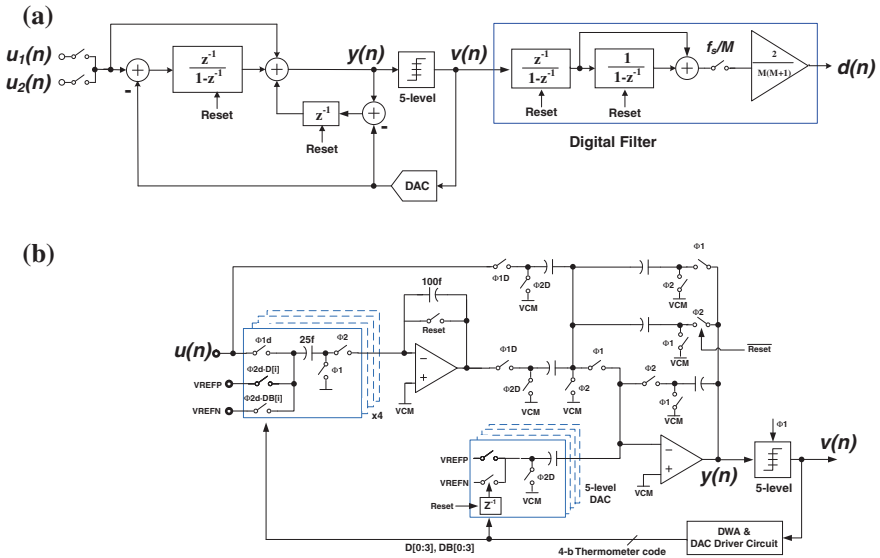 (a)
u1(n)
u2(n)
-
z-1
1-z-1
Reset
y(n)
v(n)
5-level
z-1
Reset
-
DAC
z-1
1-z-1
Reset
1
1-z-1
Reset
fs/M
2
M(M+1)
d(n)
Digital Filter
(b)
u(n)
VREFP
VREFN
Φ1d
Φ2d-D[i]
Φ2d-DB[i]
25f
Φ2
Φ1
x4
100f
Reset
VCM
Φ1D
Φ2D
VCM
Φ1D
Φ2D
VCM
Φ2
VCM
Φ1
Φ1
Φ2
VCM
Φ2
Φ1
VCM
Reset
Φ2
Φ1
VCM
VREFP
VREFN
Reset
Z-1
Φ2D
VCM
5-level
DAC
VCM
y(n)
Φ1
5-level
v(n)
DWA &
DAC Driver Circuit
D[0:3], DB[0:3]
4-b Thermometer code